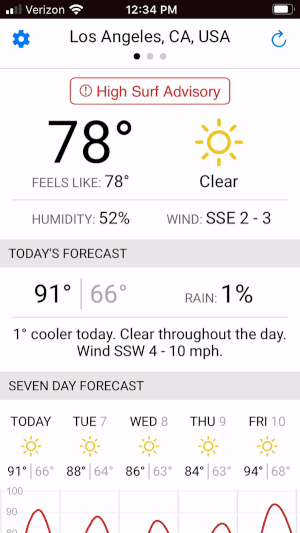 Verizon 12:34 PM
Los Angeles, CA, USA
High Surf Advisory
78°
FEELS LIKE: 78°
Clear
HUMIDITY: 52% WIND: SSE 2 - 3
TODAY'S FORECAST
91° 66° RAIN: 1%
1° cooler today. Clear throughout the day.
Wind SSW 4 - 10 mph.
SEVEN DAY FORECAST
TODAY TUE 7 WED 8 THU 9 FRI 10
91° 66° 88° 64° 86° 63° 84° 63° 94° 68°
100
90
80